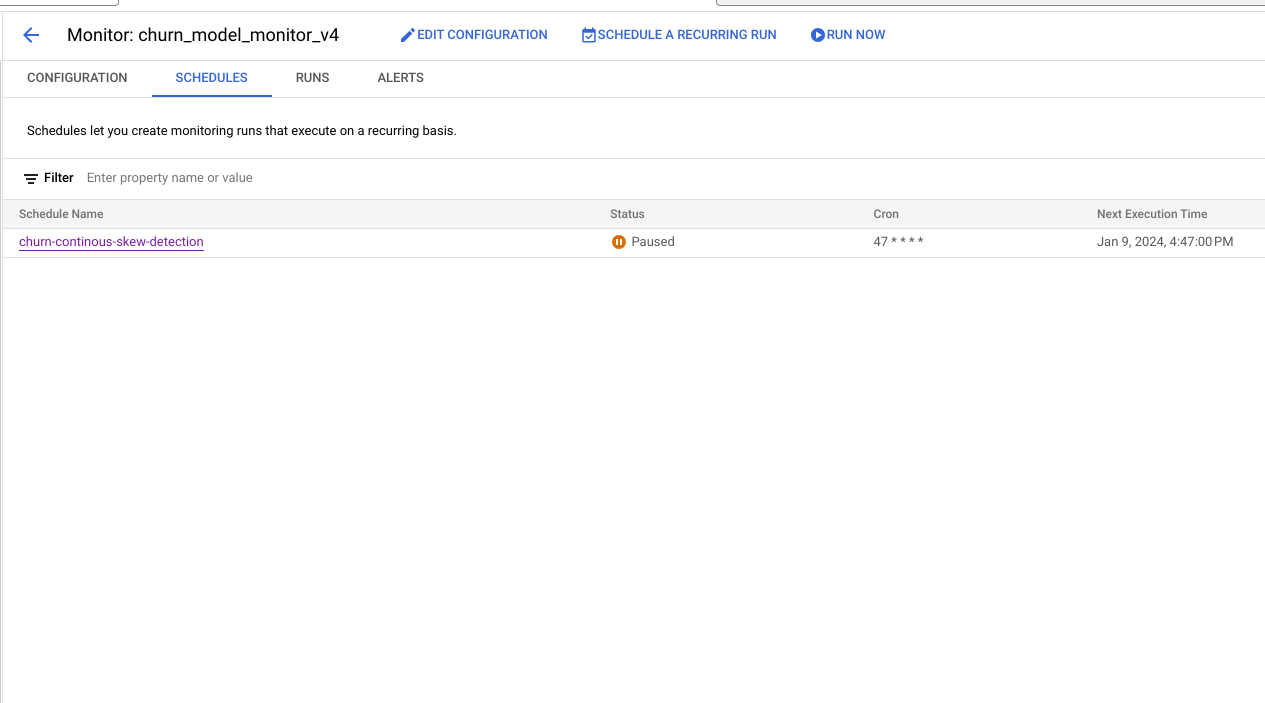 Monitor: churn_model_monitor_v4 EDIT CONFIGURATION SCHEDULE A RECURRING RUN RUN NOW
CONFIGURATION SCHEDULES RUNS ALERTS
Schedules let you create monitoring runs that execute on a recurring basis.
Filter Enter property name or value
Schedule Name Status Cron Next Execution Time
churn-continous-skew-detection Paused 47 * * * * Jan 9, 2024, 4:47:00 PM